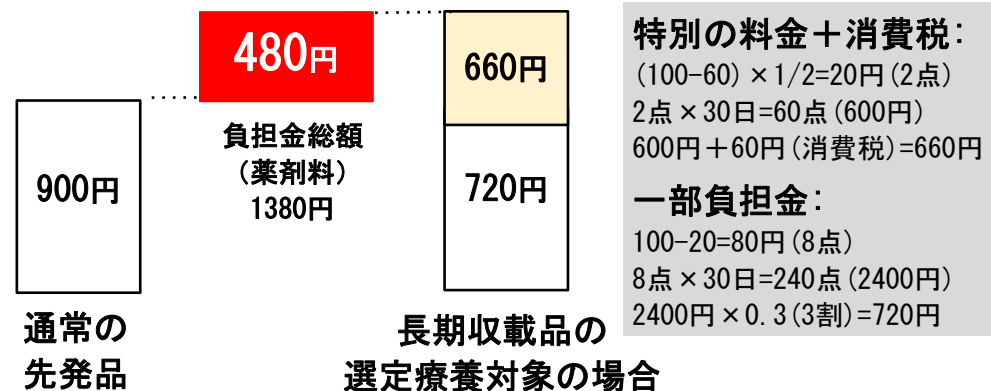 900円
通常の
先発品
480円
負担金総額
(薬剤料)
1380円
660円
720円
長期収載品の
選定療養対象の場合
特別の料金＋消費税:
(100-60)×1/2=20円(2点)
2点×30日=60点(600円)
600円＋60円(消費税)=660円
一部負担金:
100-20=80円(8点)
8点×30日=240点(2400円)
2400円×0.3(3割)=720円